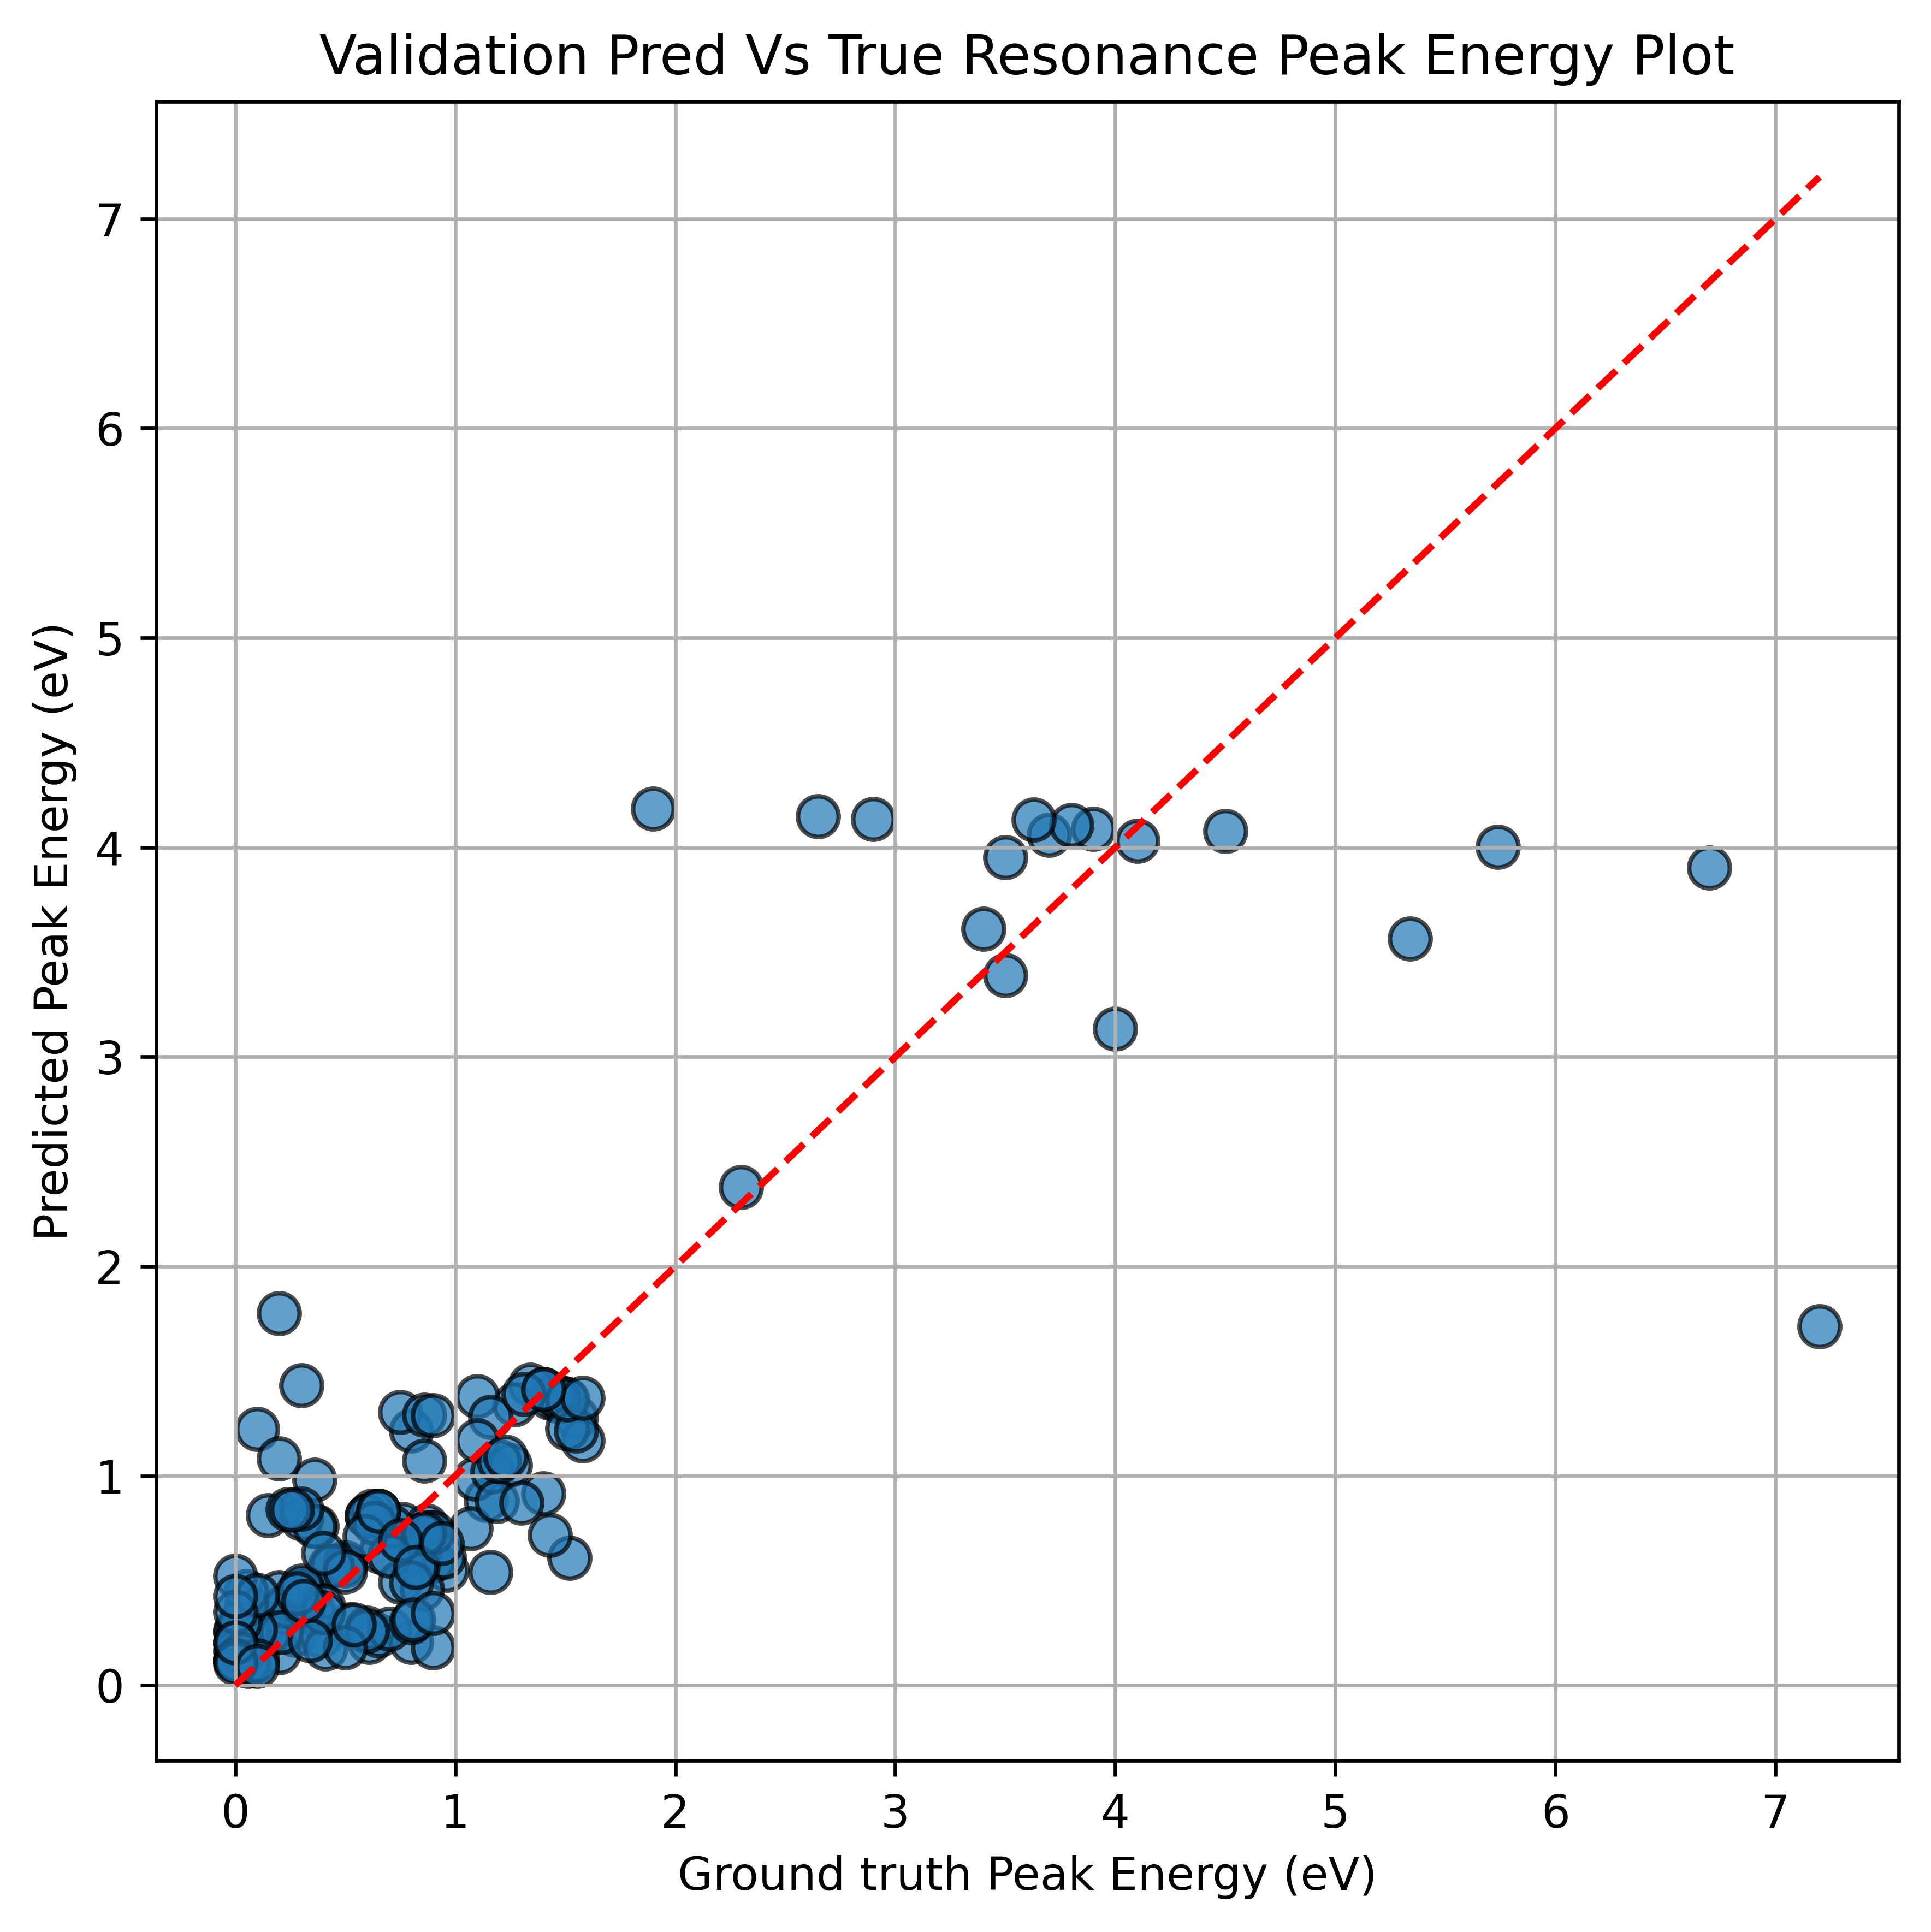 Validation Pred Vs True Resonance Peak Energy Plot
7
6
5
4
3
2
1
0
Predicted Peak Energy (eV)
0 1 2 3 4 5 6 7
Ground truth Peak Energy (eV)